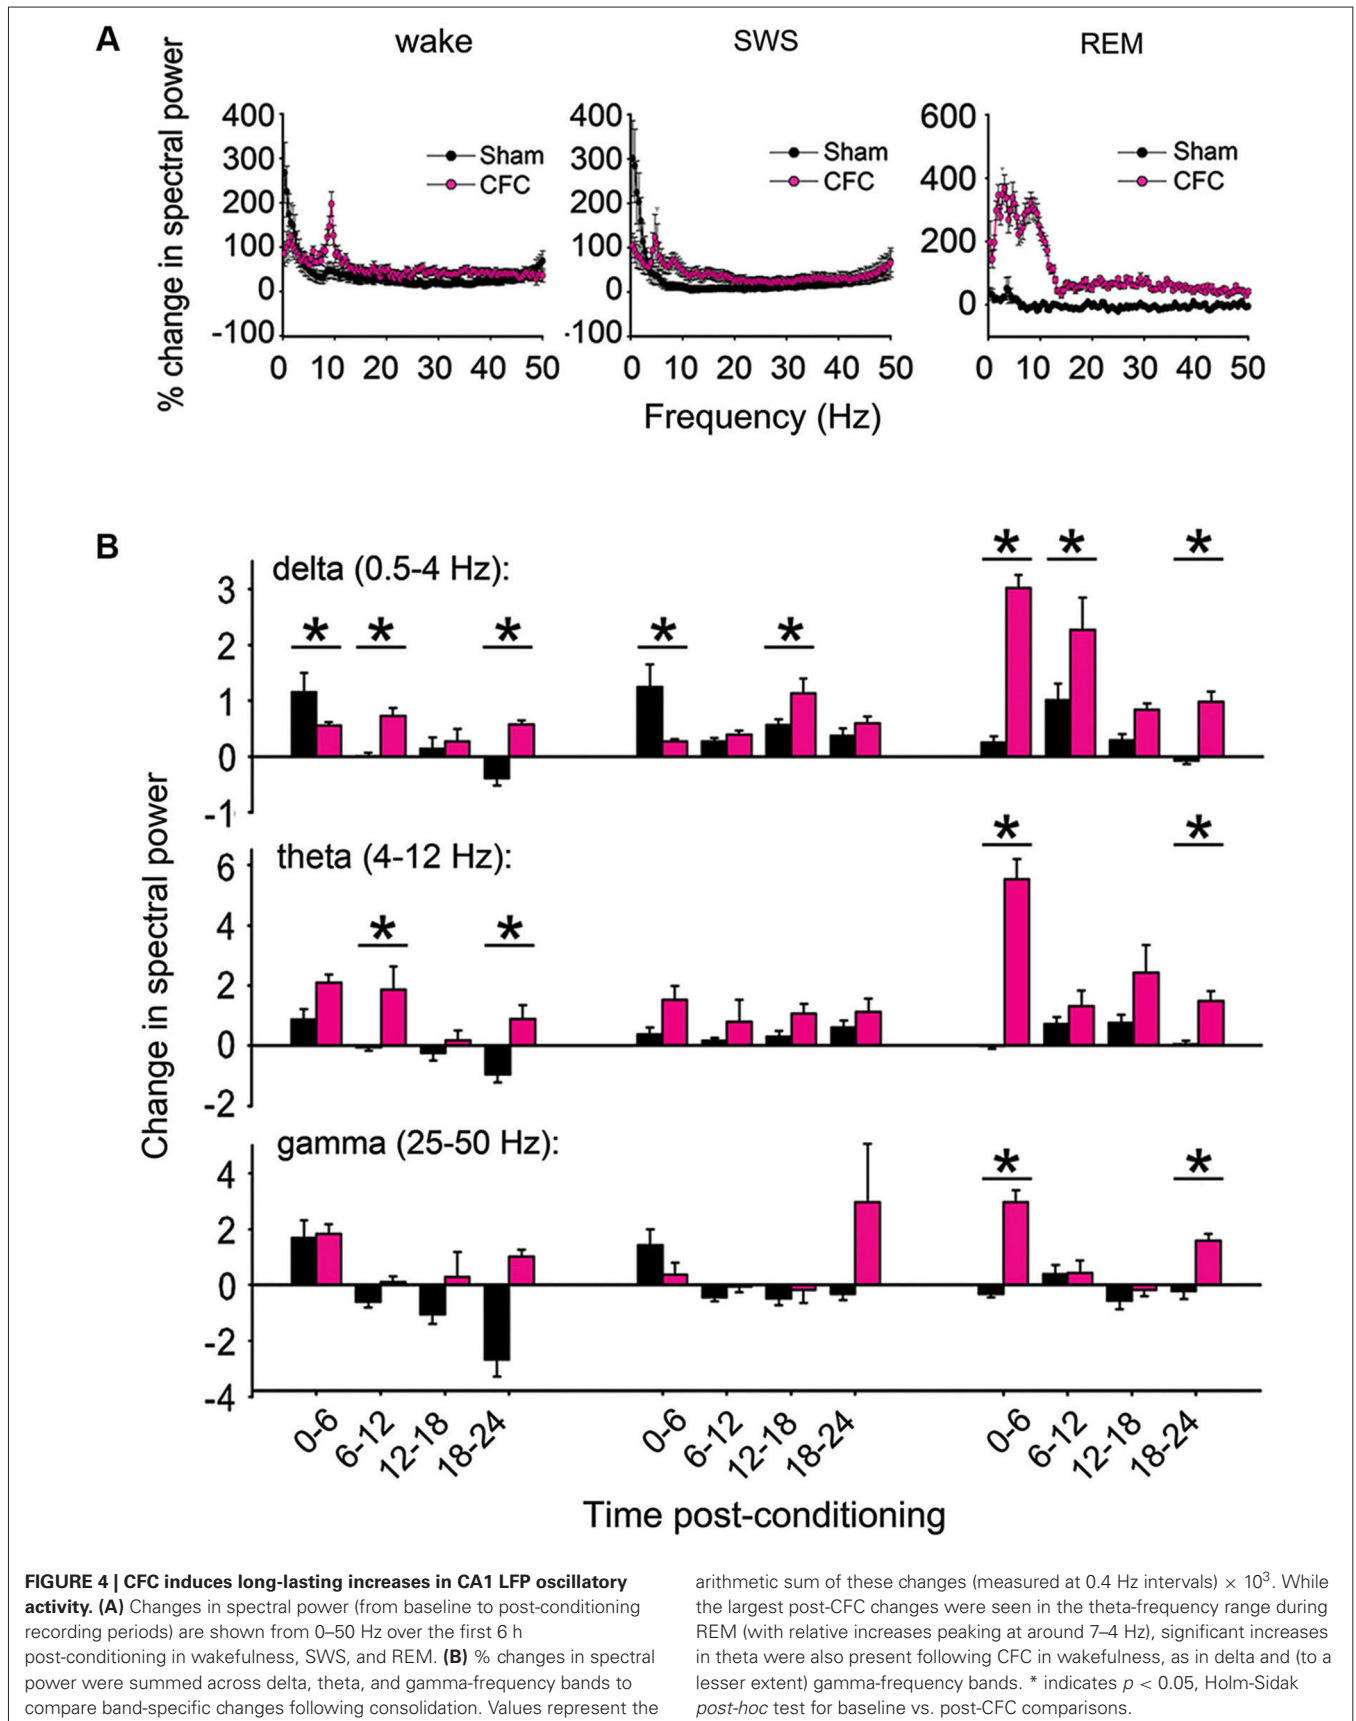 A
wake
SWS
REM
% change in spectral power
400
300
200
100
0
-100
Sham
CFC
0 10 20 30 40 50
400
300
200
100
0
-100
Sham
CFC
0 10 20 30 40 50
600
400
200
0
Sham
CFC
0 10 20 30 40 50
Frequency (Hz)
B
Change in spectral power
delta (0.5-4 Hz):
3
2
1
0
-1
* * * * * * * *
theta (4-12 Hz):
6
4
2
0
-2
* * * *
gamma (25-50 Hz):
4
2
0
-2
-4
* *
0-6 6-12 12-18 18-24 0-6 6-12 12-18 18-24 0-6 6-12 12-18 18-24
Time post-conditioning
FIGURE 4 | CFC induces long-lasting increases in CA1 LFP oscillatory
activity. (A) Changes in spectral power (from baseline to post-conditioning
recording periods) are shown from 0–50 Hz over the first 6 h
post-conditioning in wakefulness, SWS, and REM. (B) % changes in spectral
power were summed across delta, theta, and gamma-frequency bands to
compare band-specific changes following consolidation. Values represent the
arithmetic sum of these changes (measured at 0.4 Hz intervals) × 10³. While
the largest post-CFC changes were seen in the theta-frequency range during
REM (with relative increases peaking at around 7–4 Hz), significant increases
in theta were also present following CFC in wakefulness, as in delta and (to a
lesser extent) gamma-frequency bands. * indicates p < 0.05, Holm-Sidak
post-hoc test for baseline vs. post-CFC comparisons.